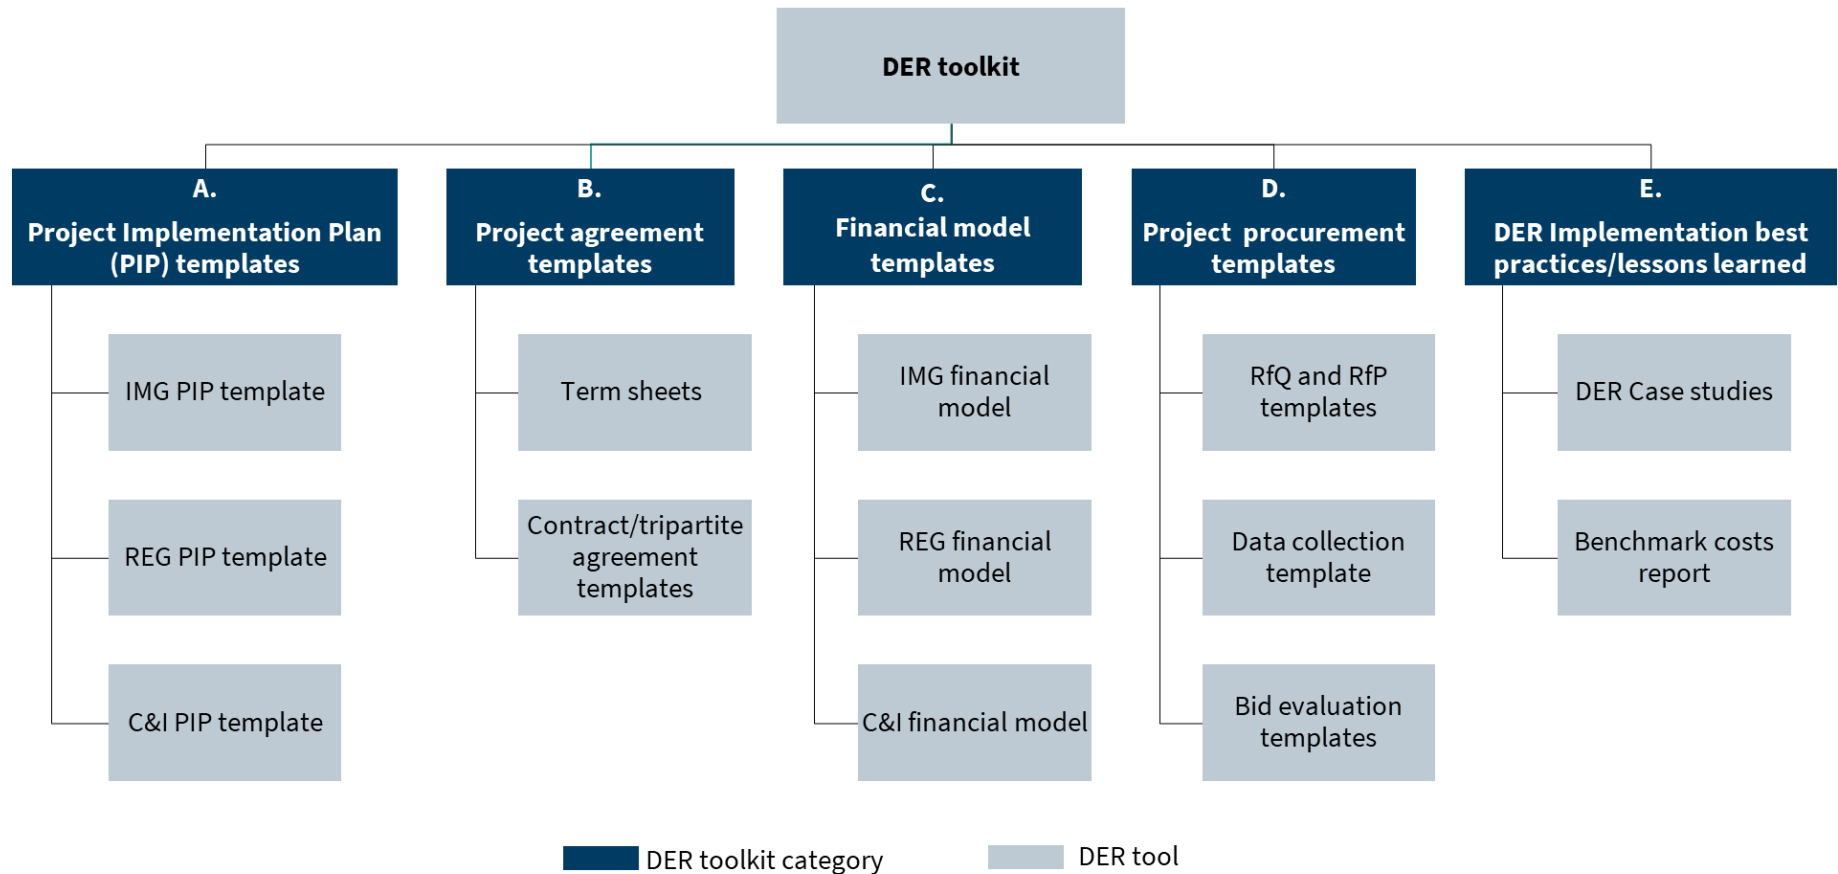 DER toolkit
A.
Project Implementation Plan
(PIP) templates
B.
Project agreement
templates
C.
Financial model
templates
D.
Project procurement
templates
E.
DER Implementation best
practices/lessons learned
IMG PIP template
REG PIP template
C&I PIP template
Term sheets
Contract/tripartite
agreement
templates
IMG financial
model
REG financial
model
C&I financial model
RfQ and RfP
templates
Data collection
template
Bid evaluation
templates
DER Case studies
Benchmark costs
report
DER toolkit category
DER tool